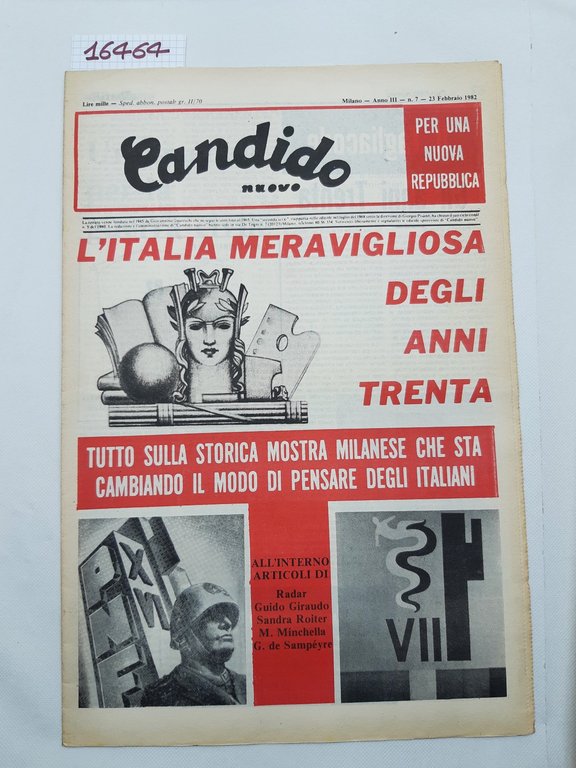 16464
Lire mille — Sped. abbon. postale gr. II/70
Milano — Anno III — n. 7 — 23 Febbraio 1982
Candido
nuovo
PER UNA
NUOVA
REPUBBLICA
L'ITALIA MERAVIGLIOSA
DEGLI
ANNI
TRENTA
TUTTO SULLA STORICA MOSTRA MILANESE CHE STA
CAMBIANDO IL MODO DI PENSARE DEGLI ITALIANI
ALL'INTERNO
ARTICOLI DI
Radar
Guido Giraudo
Sandra Roiter
M. Minchella
G. de Sampéyre
PNF
XII
VII